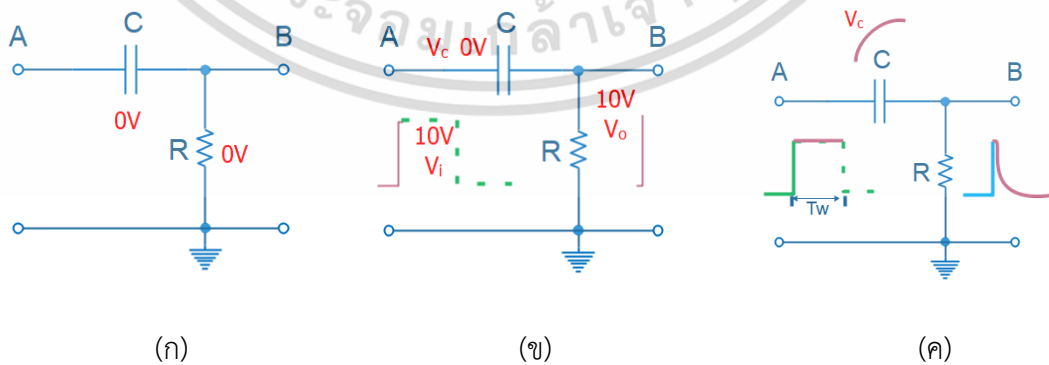 A C B
0V
R 0V
(ก)
A Vc 0V C B
10V Vi
10V Vo
R
(ข)
Vc
A C B
R
Tw
(ค)